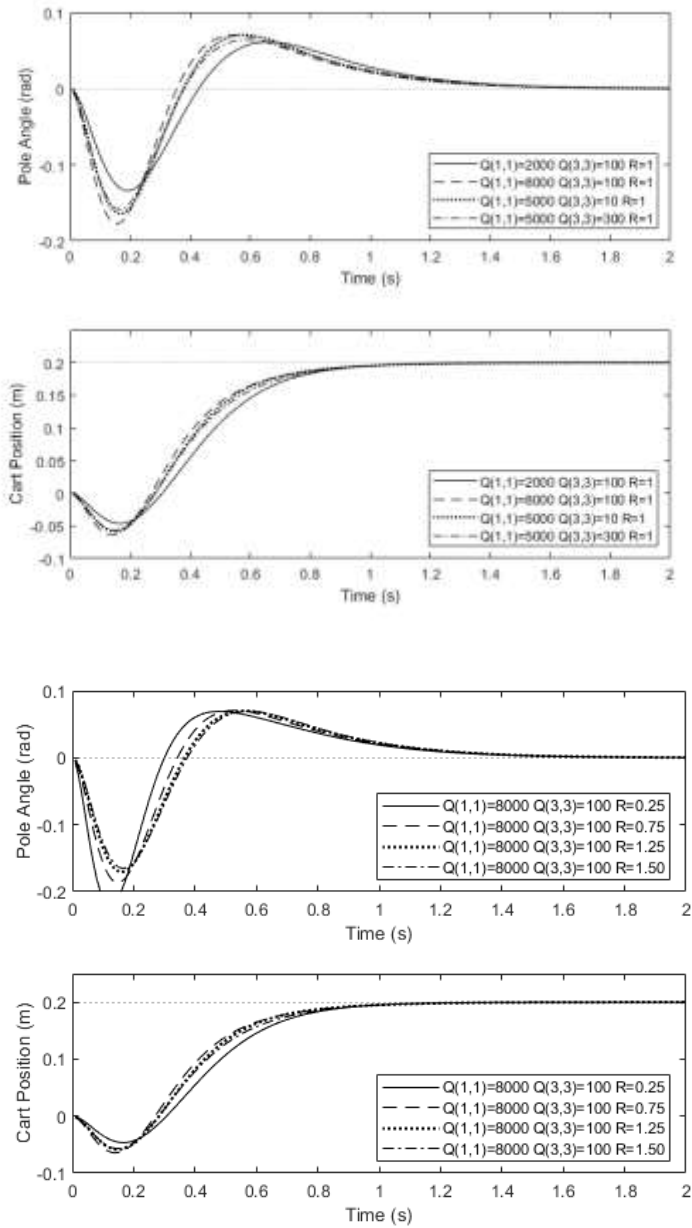 0.1
0
-0.1
-0.2
Pole Angle (rad)
Q(1,1)=2000 Q(3,3)=100 R=1
Q(1,1)=8000 Q(3,3)=100 R=1
Q(1,1)=5000 Q(3,3)=10 R=1
Q(1,1)=5000 Q(3,3)=300 R=1
0 0.2 0.4 0.6 0.8 1 1.2 1.4 1.6 1.8 2
Time (s)
0.2
0.15
0.1
0.05
0
-0.05
-0.1
Cart Position (m)
Q(1,1)=2000 Q(3,3)=100 R=1
Q(1,1)=8000 Q(3,3)=100 R=1
Q(1,1)=5000 Q(3,3)=10 R=1
Q(1,1)=5000 Q(3,3)=300 R=1
0 0.2 0.4 0.6 0.8 1 1.2 1.4 1.6 1.8 2
Time (s)
0.1
0
-0.1
-0.2
Pole Angle (rad)
Q(1,1)=8000 Q(3,3)=100 R=0.25
Q(1,1)=8000 Q(3,3)=100 R=0.75
Q(1,1)=8000 Q(3,3)=100 R=1.25
Q(1,1)=8000 Q(3,3)=100 R=1.50
0 0.2 0.4 0.6 0.8 1 1.2 1.4 1.6 1.8 2
Time (s)
0.2
0.1
0
-0.1
Cart Position (m)
Q(1,1)=8000 Q(3,3)=100 R=0.25
Q(1,1)=8000 Q(3,3)=100 R=0.75
Q(1,1)=8000 Q(3,3)=100 R=1.25
Q(1,1)=8000 Q(3,3)=100 R=1.50
0 0.2 0.4 0.6 0.8 1 1.2 1.4 1.6 1.8 2
Time (s)